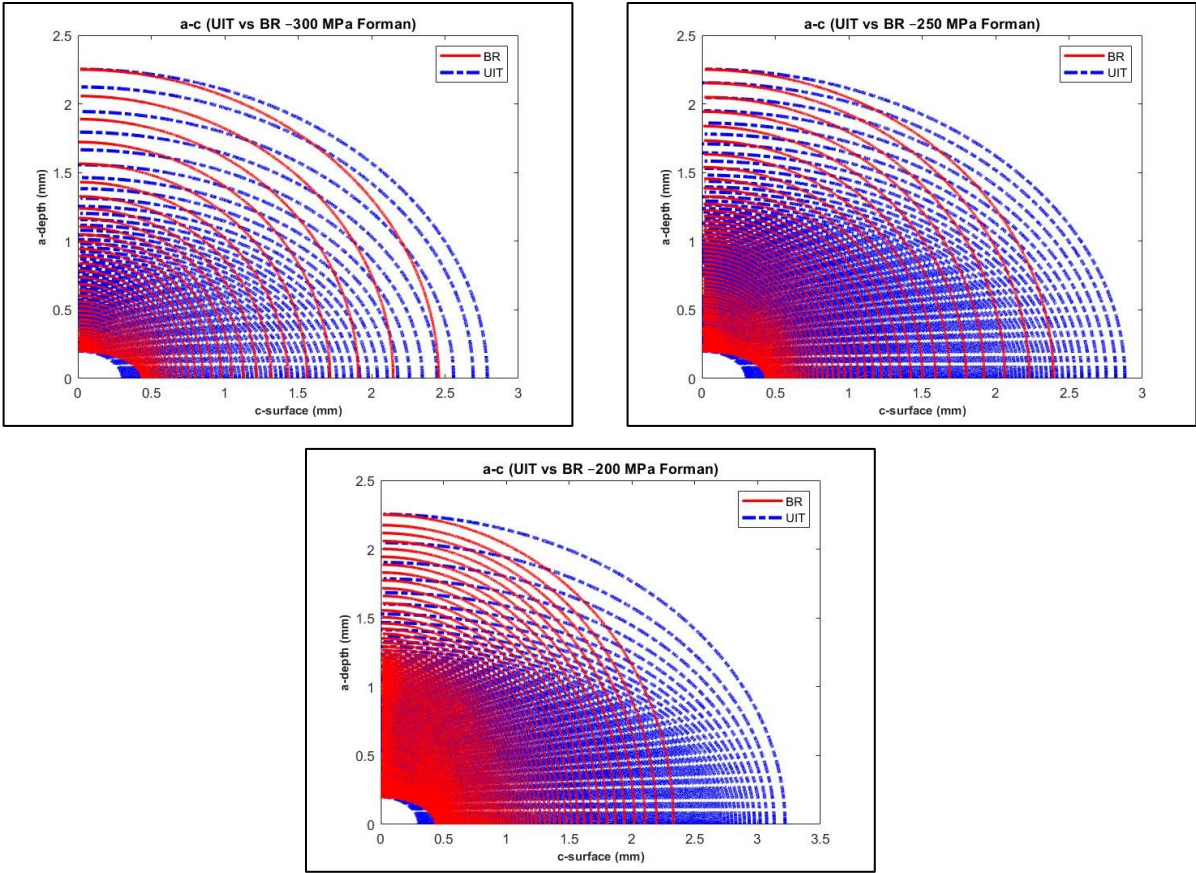 a-c (UIT vs BR −300 MPa Forman)
2.5
2
1.5
1
0.5
0
a-depth (mm)
BR
UIT
0 0.5 1 1.5 2 2.5 3
c-surface (mm)
a-c (UIT vs BR −250 MPa Forman)
2.5
2
1.5
1
0.5
0
a-depth (mm)
BR
UIT
0 0.5 1 1.5 2 2.5 3
c-surface (mm)
a-c (UIT vs BR −200 MPa Forman)
2.5
2
1.5
1
0.5
0
a-depth (mm)
BR
UIT
0 0.5 1 1.5 2 2.5 3 3.5
c-surface (mm)